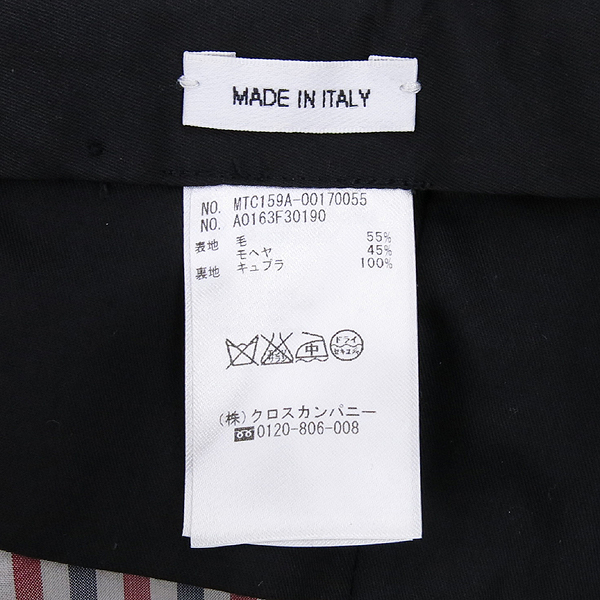 MADE IN ITALY
NO. MTC159A-00170055
NO. A0163F30190
表地 毛 55%
モヘヤ 45%
裏地 キュプラ 100%
中
ドライ
セキユ系
(株)クロスカンパニー
0120-806-008